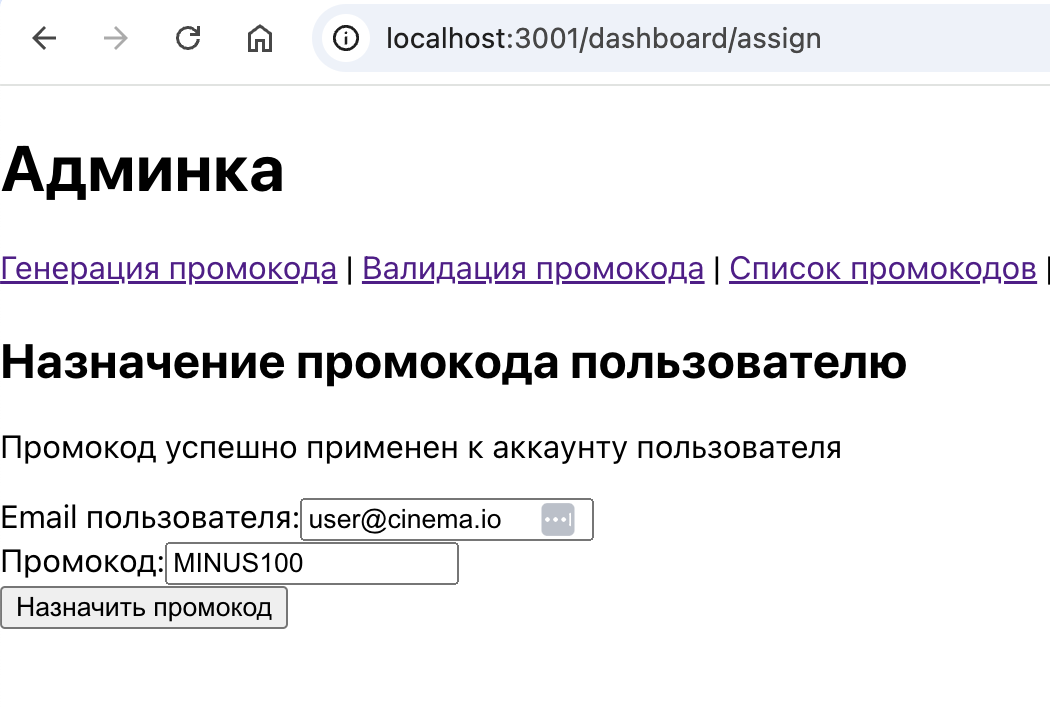 localhost:3001/dashboard/assign
Админка
Генерация промокода | Валидация промокода | Список промокодов |
Назначение промокода пользователю
Промокод успешно применен к аккаунту пользователя
Email пользователя: user@cinema.io
Промокод: MINUS100
Назначить промокод